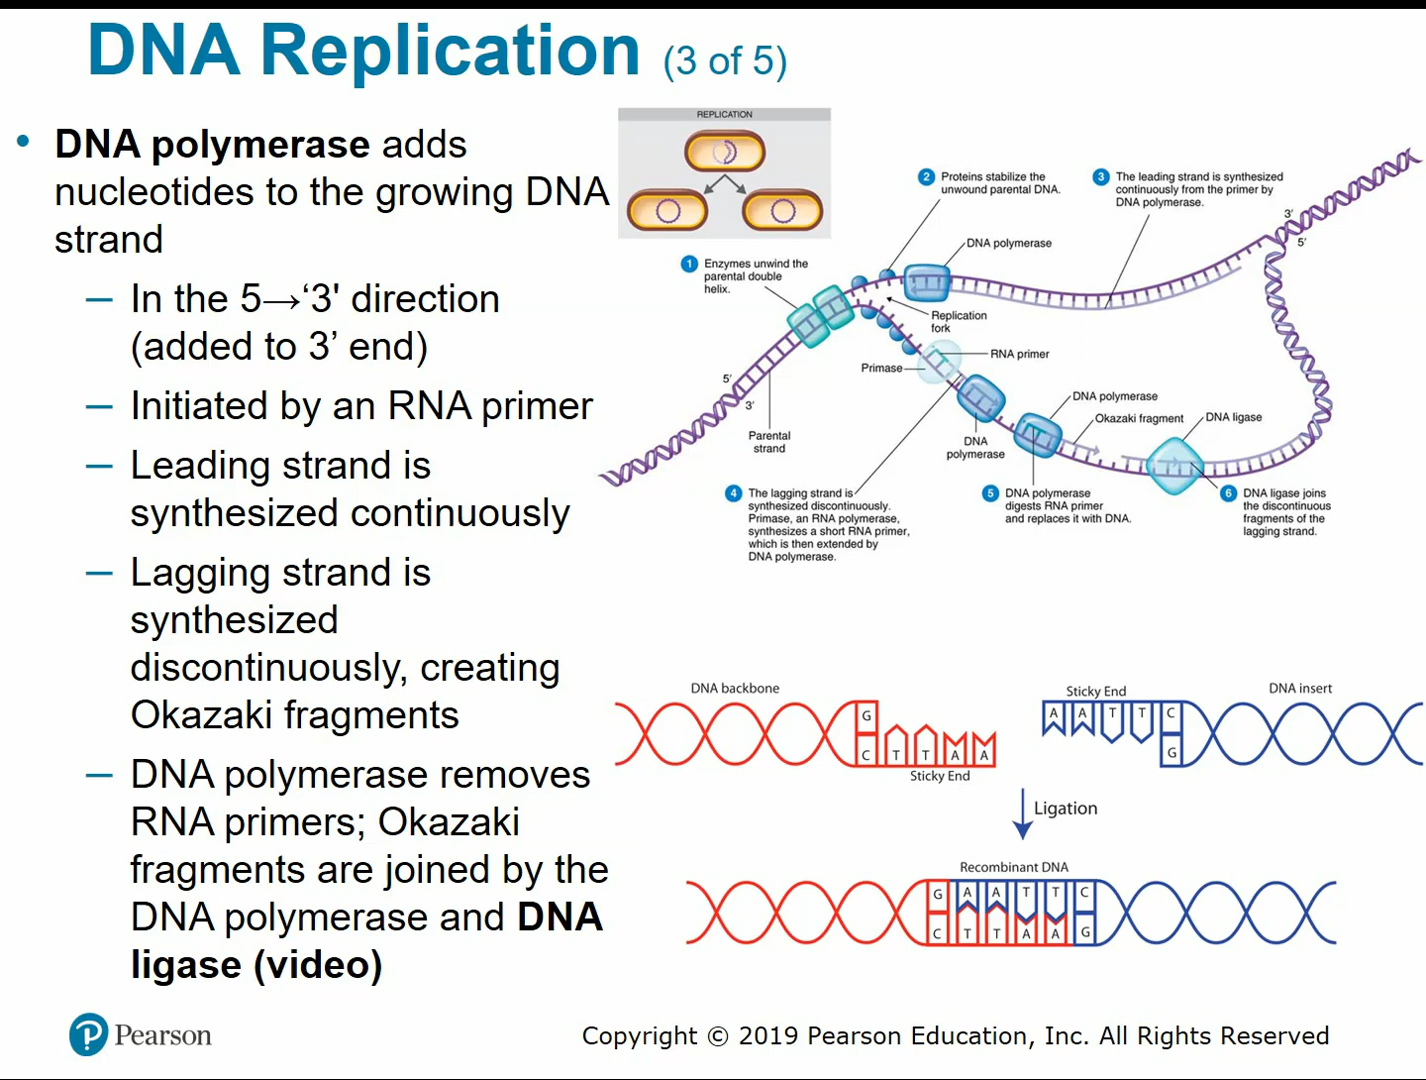 DNA Replication (3 of 5)
• DNA polymerase adds
nucleotides to the growing DNA
strand
– In the 5→‘3' direction
(added to 3’ end)
– Initiated by an RNA primer
– Leading strand is
synthesized continuously
– Lagging strand is
synthesized
discontinuously, creating
Okazaki fragments
– DNA polymerase removes
RNA primers; Okazaki
fragments are joined by the
DNA polymerase and DNA
ligase (video)
REPLICATION
1 Enzymes unwind the
parental double
helix.
2 Proteins stabilize the
unwound parental DNA.
3 The leading strand is synthesized
continuously from the primer by
DNA polymerase.
3'
5'
DNA polymerase
Replication
fork
RNA primer
Primase
5'
3'
Parental
strand
DNA
polymerase
DNA polymerase
Okazaki fragment
DNA ligase
4 The lagging strand is
synthesized discontinuously.
Primase, an RNA polymerase,
synthesizes a short RNA primer,
which is then extended by
DNA polymerase.
5 DNA polymerase
digests RNA primer
and replaces it with DNA.
6 DNA ligase joins
the discontinuous
fragments of the
lagging strand.
DNA backbone
G
C T T A A
Sticky End
Sticky End
DNA insert
A A T T C
G
Ligation
Recombinant DNA
G A A T T C
C T T A A G
Pearson
Copyright © 2019 Pearson Education, Inc. All Rights Reserved